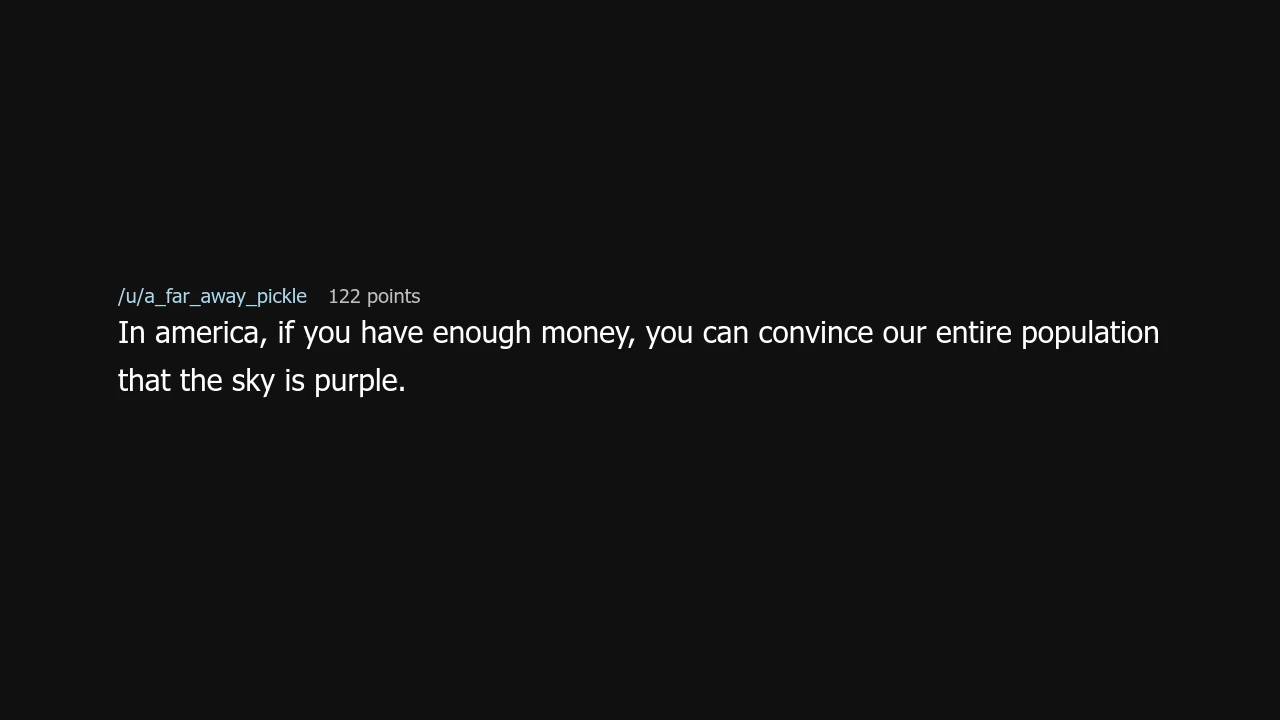 /u/a_far_away_pickle 122 points
In america, if you have enough money, you can convince our entire population
that the sky is purple.